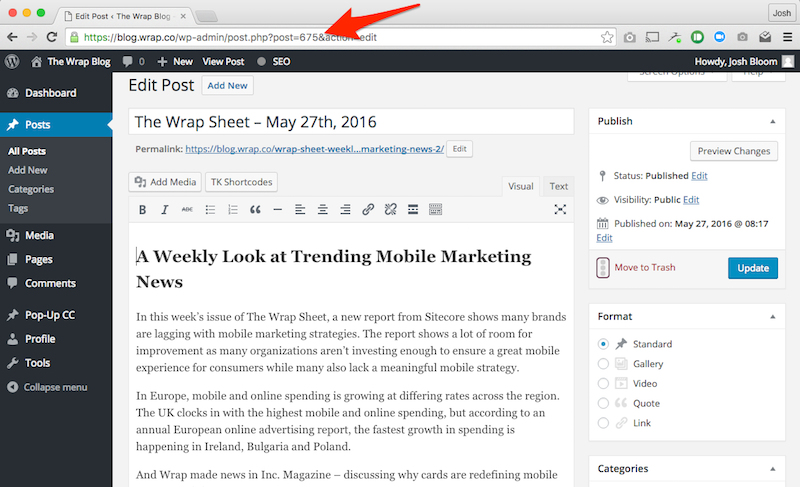 Edit Post ‹ The Wrap Blog
Josh
https://blog.wrap.co/wp-admin/post.php?post=675&action=edit
The Wrap Blog
0
New
View Post
SEO
Howdy, Josh Bloom
Dashboard
Posts
All Posts
Add New
Categories
Tags
Media
Pages
Comments
Pop-Up CC
Profile
Tools
Collapse menu
Screen Options
Help
Edit Post
Add New
The Wrap Sheet – May 27th, 2016
Permalink: https://blog.wrap.co/wrap-sheet-weekl...marketing-news-2/ Edit
Add Media
TK Shortcodes
Visual
Text
B I ABC
A Weekly Look at Trending Mobile Marketing
News
In this week’s issue of The Wrap Sheet, a new report from Sitecore shows many brands
are lagging with mobile marketing strategies. The report shows a lot of room for
improvement as many organizations aren’t investing enough to ensure a great mobile
experience for consumers while many also lack a meaningful mobile strategy.
In Europe, mobile and online spending is growing at differing rates across the region.
The UK clocks in with the highest mobile and online spending, but according to an
annual European online advertising report, the fastest growth in spending is
happening in Ireland, Bulgaria and Poland.
And Wrap made news in Inc. Magazine – discussing why cards are redefining mobile
Publish
Preview Changes
Status: Published Edit
Visibility: Public Edit
Published on: May 27, 2016 @ 08:17
Edit
Move to Trash
Update
Format
Standard
Gallery
Video
Quote
Link
Categories